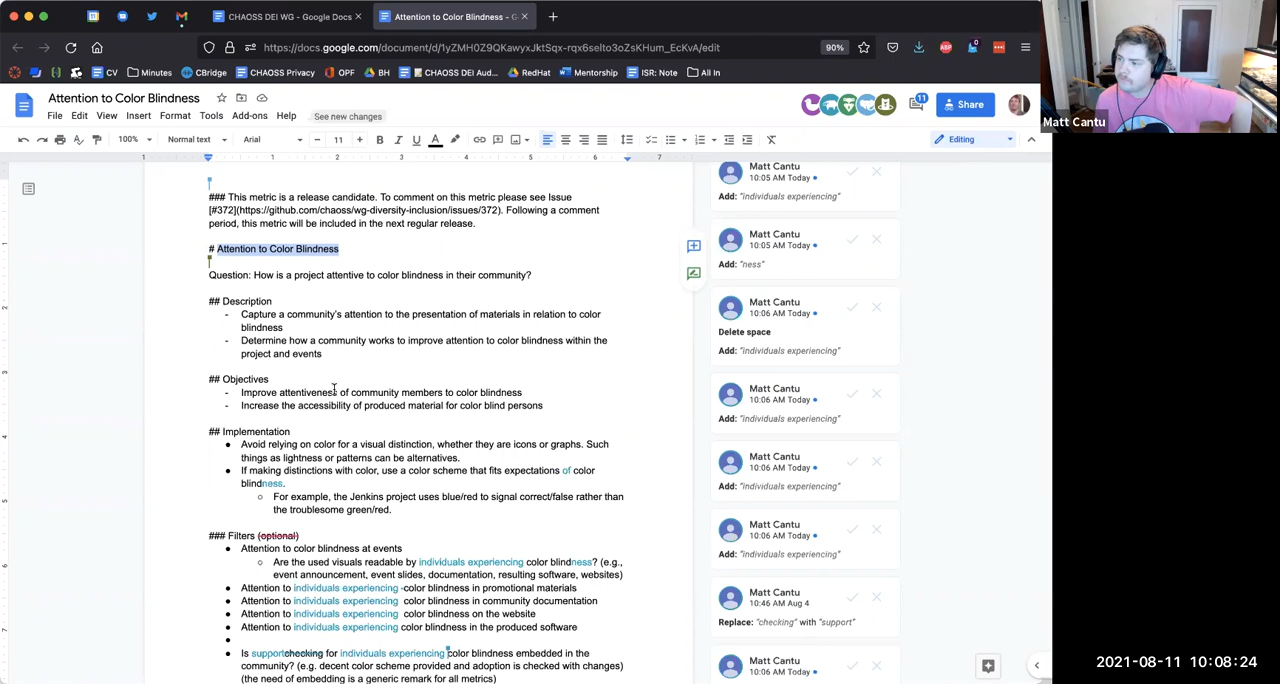 CHAOSS DEI WG - Google Docs
Attention to Color Blindness - G
https://docs.google.com/document/d/1yZMH0Z9QKawyxJktSqx-rqx6selto3oZsKHum_EcKvA/edit
90%
CV
Minutes
CBridge
CHAOSS Privacy
OPF
BH
CHAOSS DEI Aud...
RedHat
Mentorship
ISR: Note
All In
Attention to Color Blindness
File Edit View Insert Format Tools Add-ons Help
See new changes
11
Share
Matt Cantu
100%
Normal text
Arial
11
Editing
1 1 2 3 4 5 6 7
### This metric is a release candidate. To comment on this metric please see Issue
[#372](https://github.com/chaoss/wg-diversity-inclusion/issues/372). Following a comment
period, this metric will be included in the next regular release.
# Attention to Color Blindness
Question: How is a project attentive to color blindness in their community?
## Description
- Capture a community's attention to the presentation of materials in relation to color
blindness
- Determine how a community works to improve attention to color blindness within the
project and events
## Objectives
- Improve attentiveness of community members to color blindness
- Increase the accessibility of produced material for color blind persons
## Implementation
● Avoid relying on color for a visual distinction, whether they are icons or graphs. Such
things as lightness or patterns can be alternatives.
● If making distinctions with color, use a color scheme that fits expectations of color
blindness.
○ For example, the Jenkins project uses blue/red to signal correct/false rather than
the troublesome green/red.
### Filters (optional)
● Attention to color blindness at events
○ Are the used visuals readable by individuals experiencing color blindness? (e.g.,
event announcement, event slides, documentation, resulting software, websites)
● Attention to individuals experiencing -color blindness in promotional materials
● Attention to individuals experiencing color blindness in community documentation
● Attention to individuals experiencing color blindness on the website
● Attention to individuals experiencing color blindness in the produced software
●
● Is supportchecking for individuals experiencing color blindness embedded in the
community? (e.g. decent color scheme provided and adoption is checked with changes)
(the need of embedding is a generic remark for all metrics)
Matt Cantu
10:05 AM Today
Add: "individuals experiencing"
Matt Cantu
10:05 AM Today
Add: "ness"
Matt Cantu
10:06 AM Today
Delete space
Add: "individuals experiencing"
Matt Cantu
10:06 AM Today
Add: "individuals experiencing"
Matt Cantu
10:06 AM Today
Add: "individuals experiencing"
Matt Cantu
10:06 AM Today
Add: "individuals experiencing"
Matt Cantu
10:46 AM Aug 4
Replace: "checking" with "support"
Matt Cantu
10:06 AM Today
2021-08-11 10:08:24